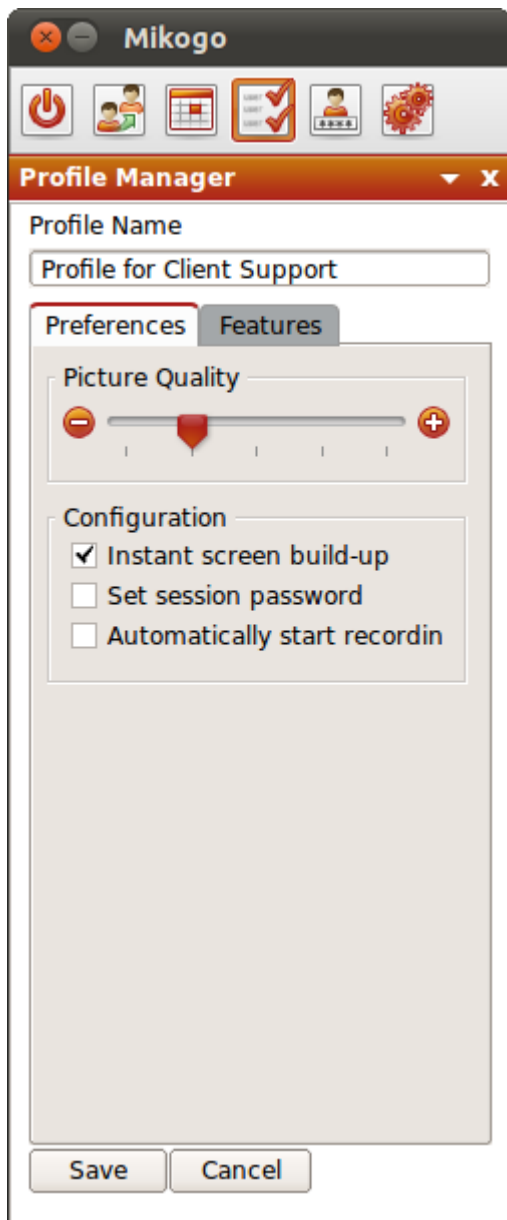 Mikogo
Profile Manager
Profile Name
Profile for Client Support
Preferences Features
Picture Quality
Configuration
Instant screen build-up
Set session password
Automatically start recordin
Save Cancel